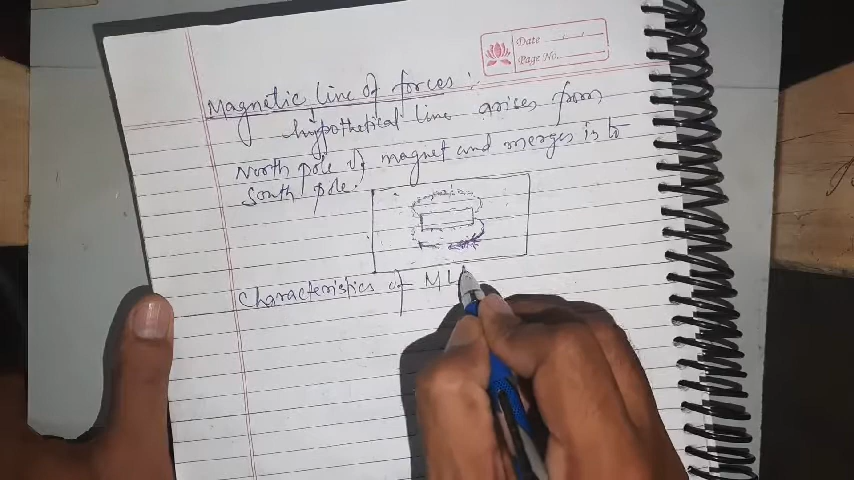 Date
Page No.
Magnetic line of forces :
hypothetical line arises from
North pole of magnet and merges is to
South pole.
Characteristics of ML